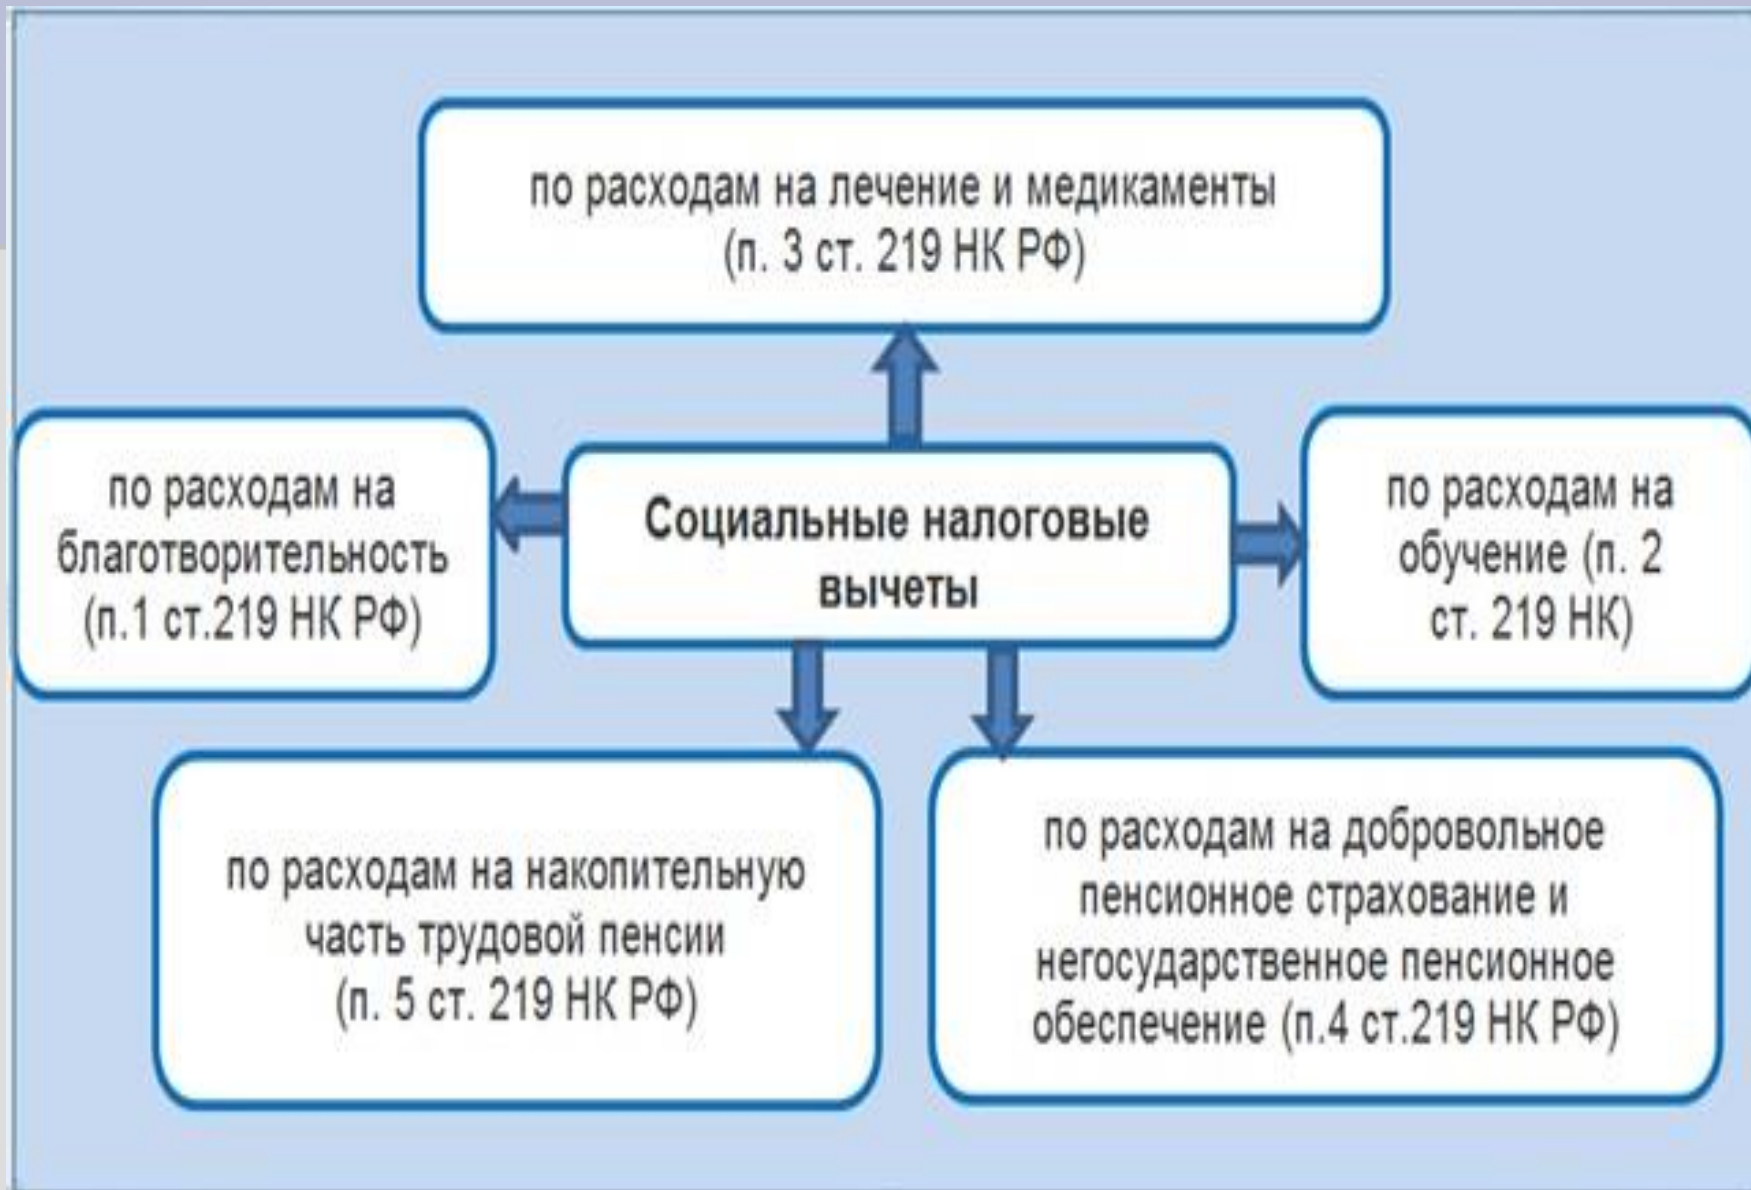 по расходам на лечение и медикаменты
(п. 3 ст. 219 НК РФ)
по расходам на
благотворительность
(п.1 ст.219 НК РФ)
Социальные налоговые
вычеты
по расходам на
обучение (п. 2
ст. 219 НК)
по расходам на накопительную
часть трудовой пенсии
(п. 5 ст. 219 НК РФ)
по расходам на добровольное
пенсионное страхование и
негосударственное пенсионное
обеспечение (п.4 ст.219 НК РФ)